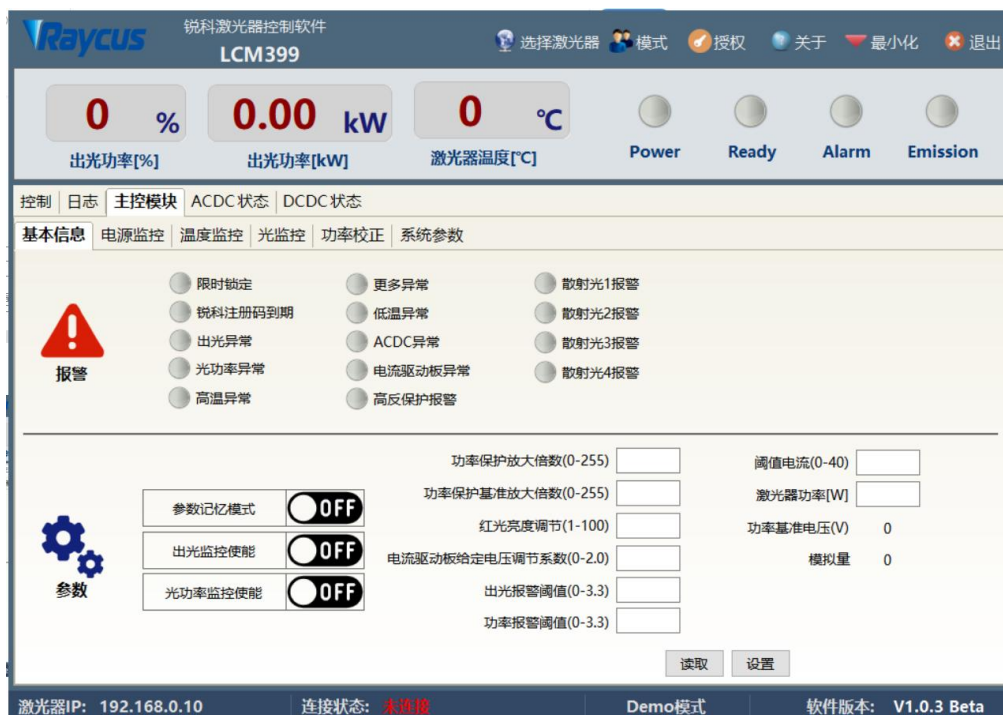 Raycus
锐科激光器控制软件
LCM399
选择激光器 模式 授权 关于 最小化 退出
0 % 0.00 kW 0 ℃
出光功率[%] 出光功率[kW] 激光器温度[℃] Power Ready Alarm Emission
控制 日志 主控模块 ACDC状态 DCDC状态
基本信息 电源监控 温度监控 光监控 功率校正 系统参数
限时锁定 更多异常 散射光1报警
锐科注册码到期 低温异常 散射光2报警
出光异常 ACDC异常 散射光3报警
光功率异常 电流驱动板异常 散射光4报警
高温异常 高反保护报警
报警
功率保护放大倍数(0-255) 阈值电流(0-40)
功率保护基准放大倍数(0-255) 激光器功率[W]
参数记忆模式 OFF
红光亮度调节(1-100) 功率基准电压(V) 0
出光监控使能 OFF
电流驱动板给定电压调节系数(0-2.0) 模拟量 0
光功率监控使能 OFF
出光报警阈值(0-3.3)
功率报警阈值(0-3.3)
参数
读取 设置
激光器IP: 192.168.0.10 连接状态: 未连接 Demo模式 软件版本: V1.0.3 Beta